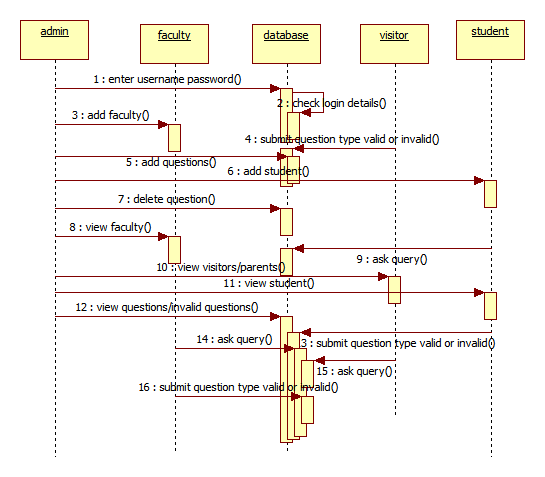 admin
faculty
database
visitor
student
1 : enter username password()
2 : check login details()
3 : add faculty()
4 : submit question type valid or invalid()
5 : add questions()
6 : add student()
7 : delete question()
8 : view faculty()
9 : ask query()
10 : view visitors/parents()
11 : view student()
12 : view questions/invalid questions()
3 : submit question type valid or invalid()
14 : ask query()
15 : ask query()
16 : submit question type valid or invalid()